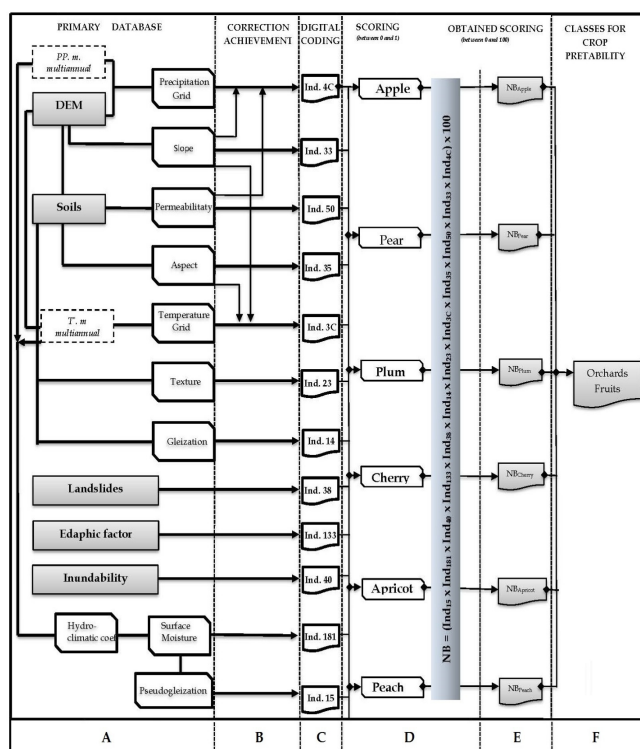 PRIMARY DATABASE
CORRECTION
ACHIEVEMENT
DIGITAL
CODING
SCORING
(between 0 and 1)
OBTAINED SCORING
(between 0 and 100)
CLASSES FOR
CROP
PRETABILITY
PP. m.
multiannual
DEM
Soils
T. m
multiannual
Precipitation
Grid
Slope
Permeabilitaty
Aspect
Temperature
Grid
Texture
Gleization
Landslides
Edaphic factor
Inundability
Hydro-
climatic coef
Surface
Moisture
Pseudogleization
Ind. 4C
Ind. 33
Ind. 50
Ind. 35
Ind. 3C
Ind. 23
Ind. 14
Ind. 38
Ind. 133
Ind. 40
Ind. 181
Ind. 15
Apple
Pear
Plum
Cherry
Apricot
Peach
NB = (Ind15 x Ind181 x Ind40 x Ind133 x Ind38 x Ind14 x Ind23 x Ind3C x Ind35 x Ind50 x Ind33 x Ind4C) x 100
NBApple
NBPear
NBPlum
NBCherry
NBApricot
NBPeach
Orchards
Fruits
A B C D E F